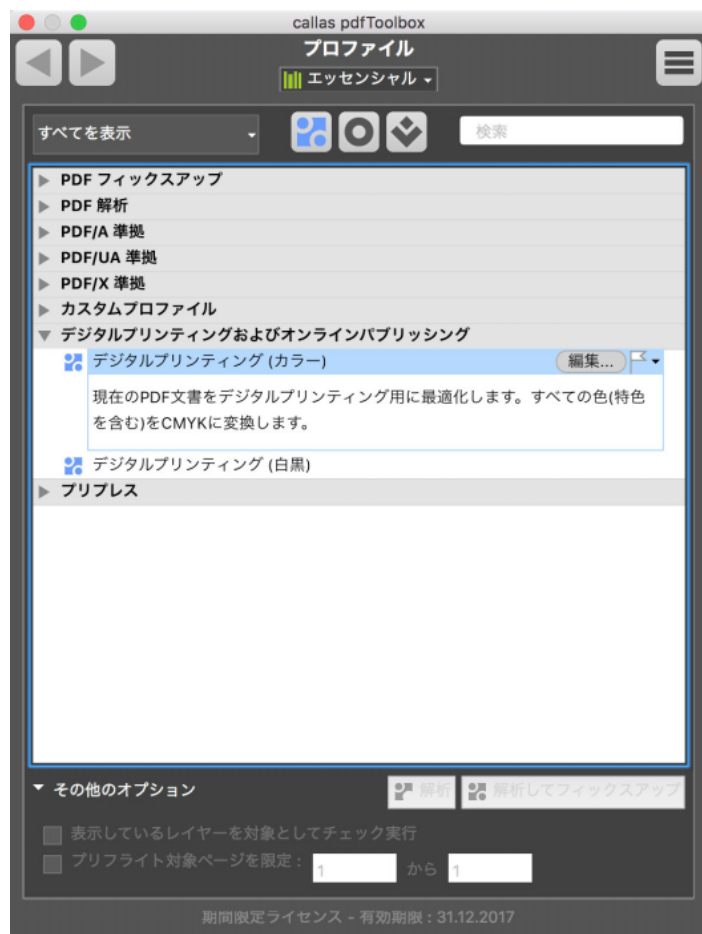 callas pdfToolbox
プロファイル
エッセンシャル
すべてを表示
検索
PDF フィックスアップ
PDF 解析
PDF/A 準拠
PDF/UA 準拠
PDF/X 準拠
カスタムプロファイル
デジタルプリンティングおよびオンラインパブリッシング
デジタルプリンティング (カラー) 編集...
現在のPDF文書をデジタルプリンティング用に最適化します。すべての色(特色
を含む)をCMYKに変換します。
デジタルプリンティング (白黒)
プリプレス
その他のオプション 解析 解析してフィックスアップ
表示しているレイヤーを対象としてチェック実行
プリフライト対象ページを限定： 1 から 1
期間限定ライセンス - 有効期限 : 31.12.2017